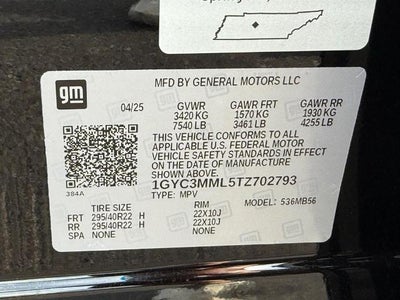 gm
MFD BY GENERAL MOTORS LLC
04/25 GVWR GAWR FRT GAWR RR
3420 KG 1570 KG 1930 KG
7540 LB 3461 LB 4255 LB
THIS VEHICLE CONFORMS TO ALL
APPLICABLE U.S. FEDERAL MOTOR
VEHICLE SAFETY STANDARDS IN EFFECT
ON THE DATE OF MANUFACTURE SHOWN ABOVE.
1GYC3MML5TZ702793
384A
TYPE: MPV MODEL: 536MB56
TIRE SIZE RIM
FRT 295/40R22 H 22X10J
RR 295/40R22 H 22X10J
SPA NONE NONE